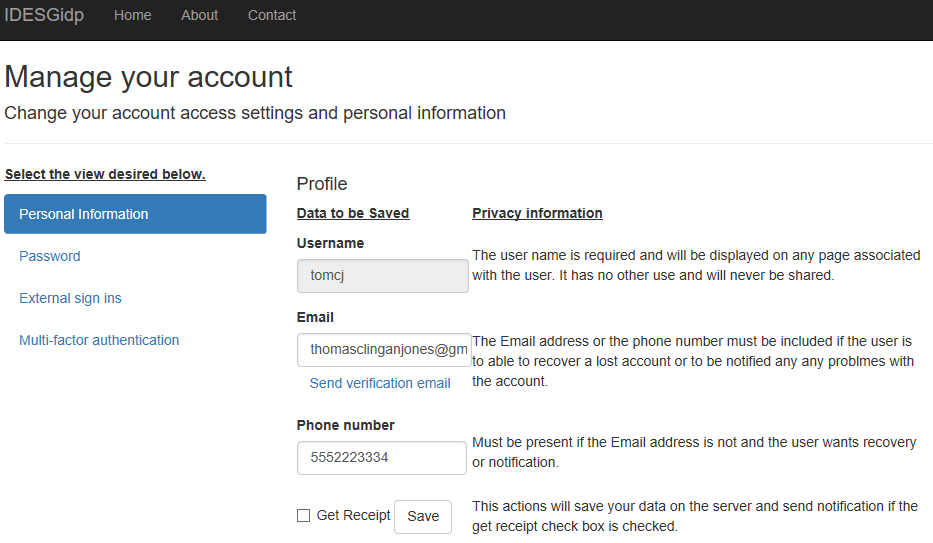 IDESGidp Home About Contact
Manage your account
Change your account access settings and personal information
Select the view desired below.
Personal Information
Password
External sign ins
Multi-factor authentication
Profile
Data to be Saved Privacy information
Username
tomcj
The user name is required and will be displayed on any page associated
with the user. It has no other use and will never be shared.
Email
thomasclinganjones@gm
Send verification email
The Email address or the phone number must be included if the user is
to able to recover a lost account or to be notified any any problmes with
the account.
Phone number
5552223334
Must be present if the Email address is not and the user wants recovery
or notification.
Get Receipt Save
This actions will save your data on the server and send notification if the
get receipt check box is checked.